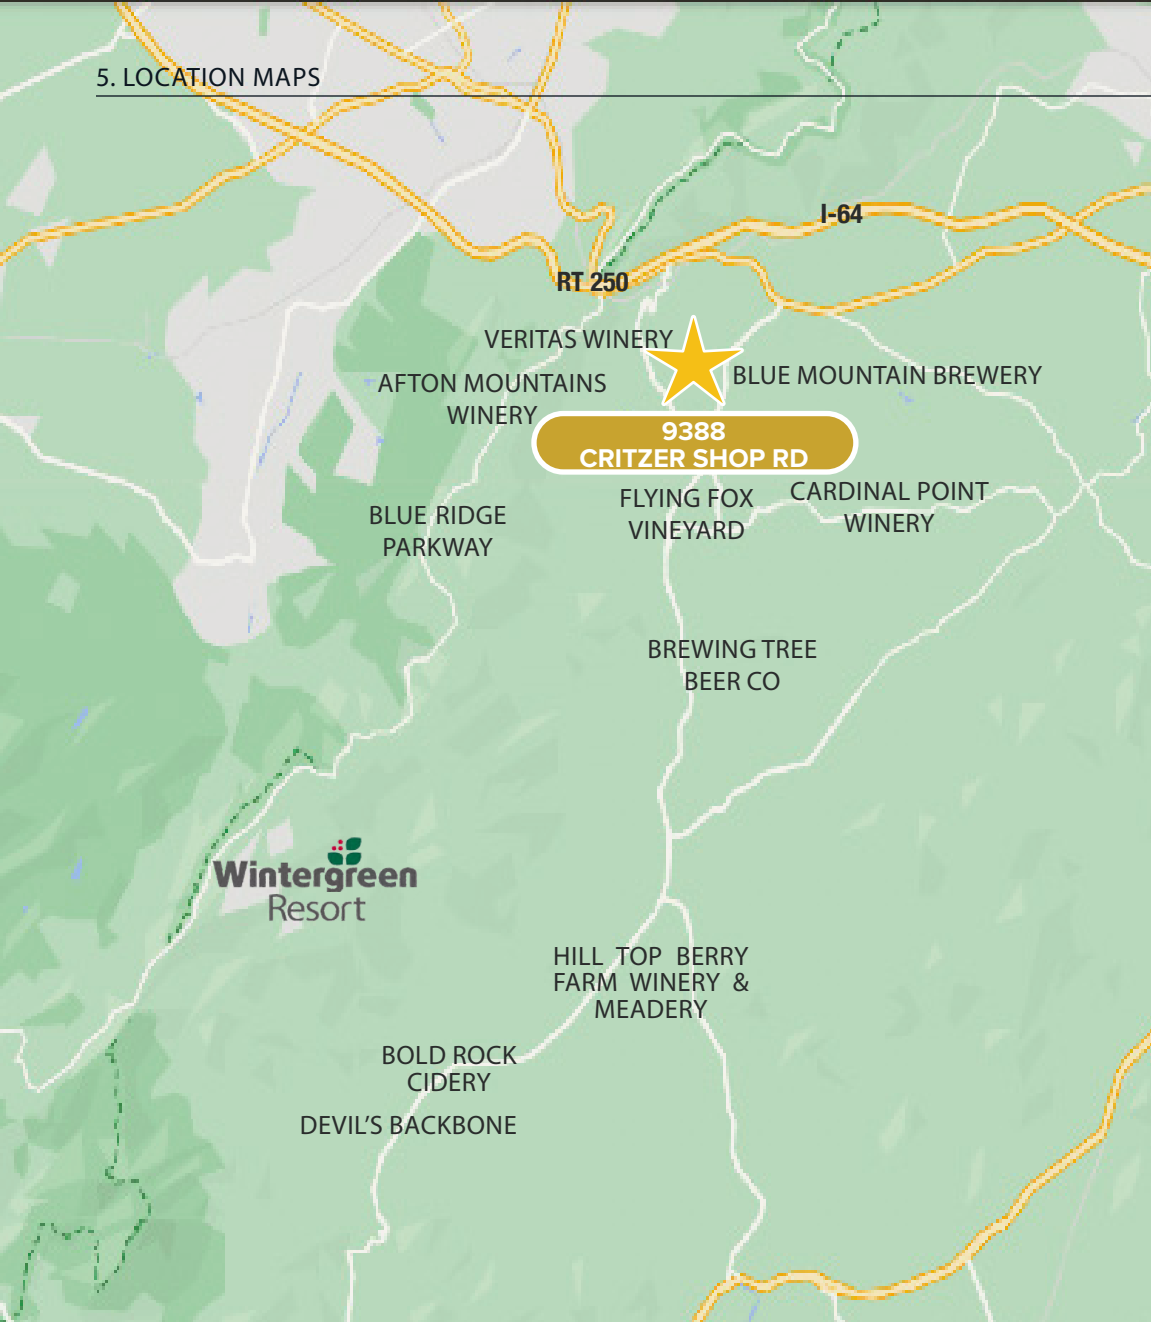 5. LOCATION MAPS
I-64
RT 250
VERITAS WINERY
AFTON MOUNTAINS
WINERY
BLUE MOUNTAIN BREWERY
9388
CRITZER SHOP RD
FLYING FOX
VINEYARD
CARDINAL POINT
WINERY
BLUE RIDGE
PARKWAY
BREWING TREE
BEER CO
Wintergreen
Resort
HILL TOP BERRY
FARM WINERY &
MEADERY
BOLD ROCK
CIDERY
DEVIL'S BACKBONE